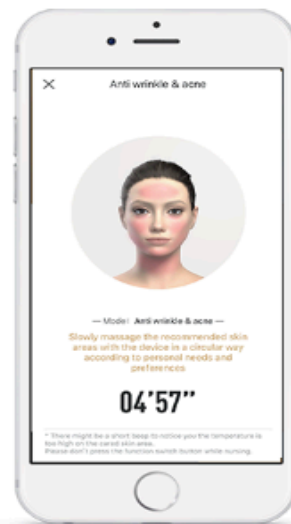 Anti wrinkle & acne
— Model Anti wrinkle & acne —
Slowly massage the recommended skin
areas with the device in a circular way
according to personal needs and
preferences
04'57"
* There might be a short beep to notice you the temperature is
too high on the cared skin area.
Please don't press the function switch button while nursing.